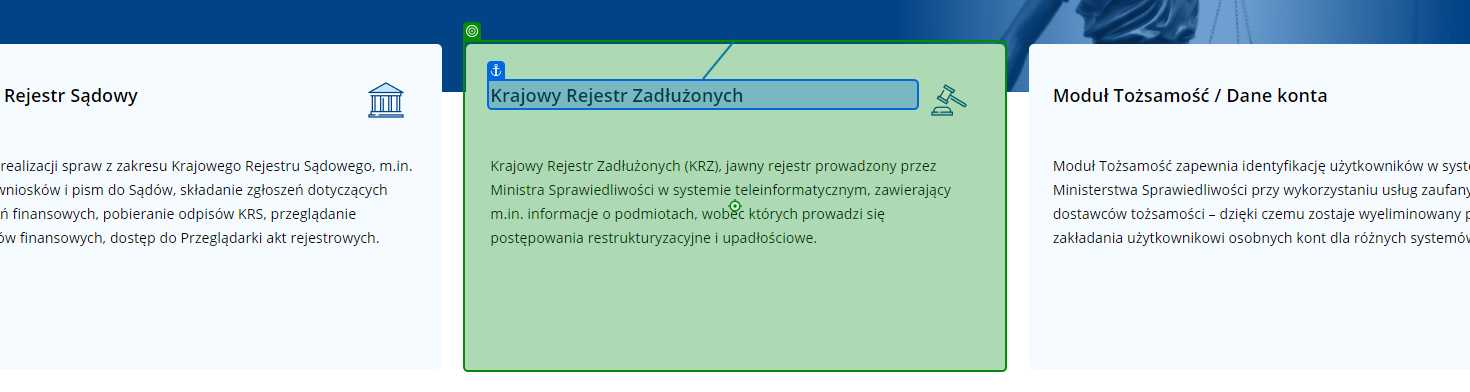 Rejestr Sądowy
realizacji spraw z zakresu Krajowego Rejestru Sądowego, m.in.
wniosków i pism do Sądów, składanie zgłoszeń dotyczących
finansowych, pobieranie odpisów KRS, przeglądanie
finansowych, dostęp do Przeglądarki akt rejestrowych.
Krajowy Rejestr Zadłużonych
Krajowy Rejestr Zadłużonych (KRZ), jawny rejestr prowadzony przez
Ministra Sprawiedliwości w systemie teleinformatycznym, zawierający
m.in. informacje o podmiotach, wobec których prowadzi się
postępowania restrukturyzacyjne i upadłościowe.
Moduł Tożsamość / Dane konta
Moduł Tożsamość zapewnia identyfikację użytkowników w syst
Ministerstwa Sprawiedliwości przy wykorzystaniu usług zaufany
dostawców tożsamości – dzięki czemu zostaje wyeliminowany
zakładania użytkownikowi osobnych kont dla różnych systemów